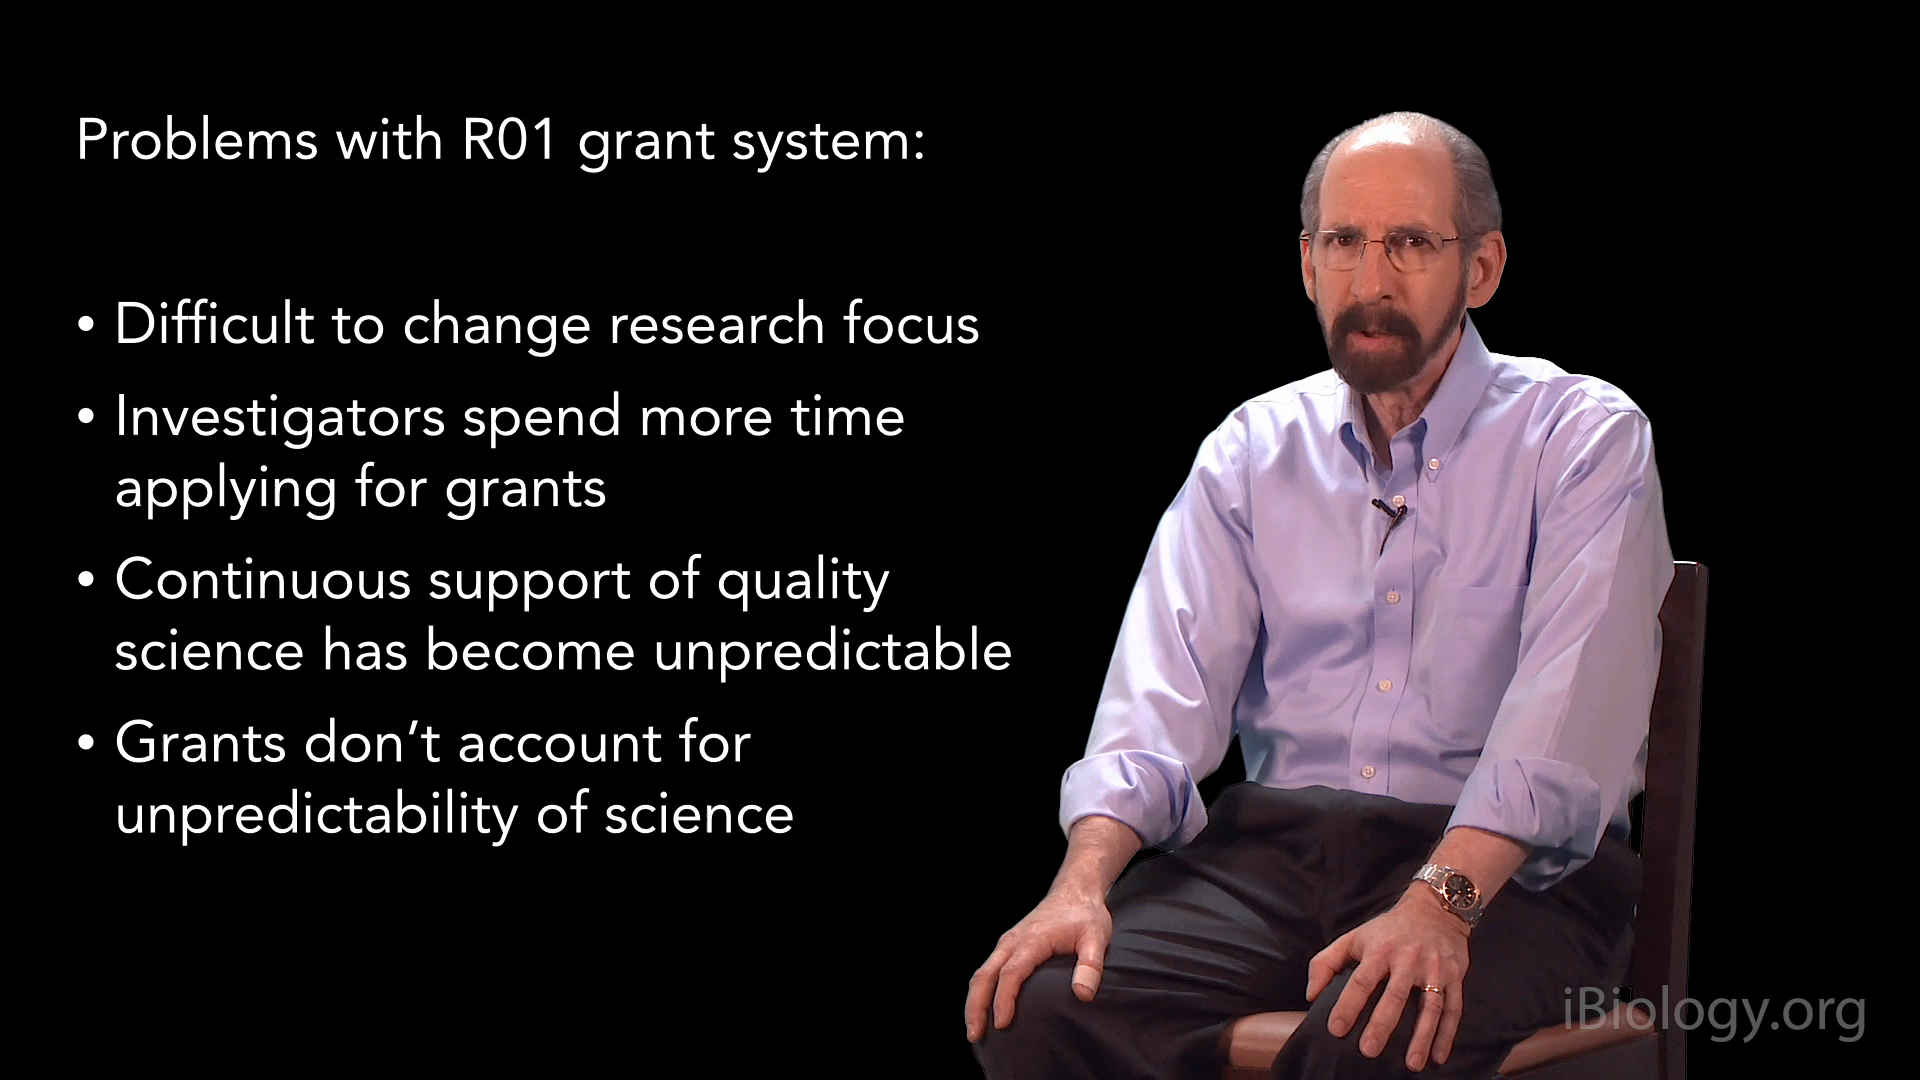 Problems with R01 grant system:
• Difficult to change research focus
• Investigators spend more time
applying for grants
• Continuous support of quality
science has become unpredictable
• Grants don’t account for
unpredictability of science
iBiology.org